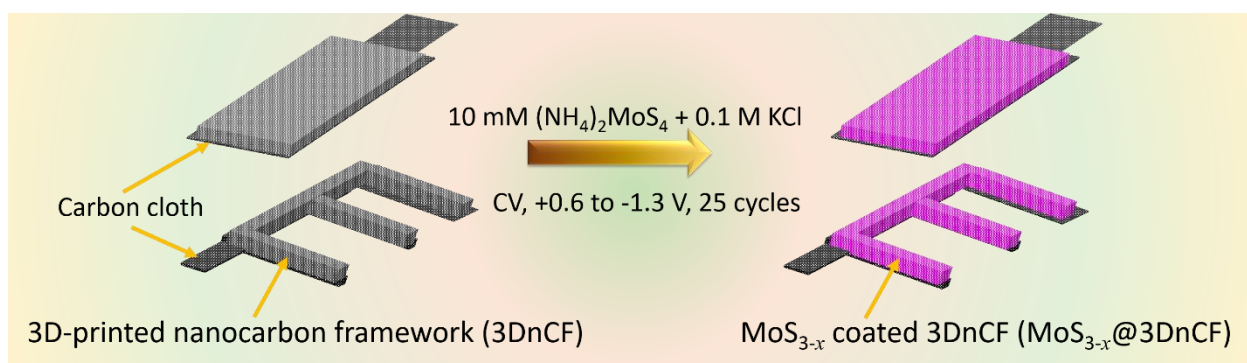 10 mM (NH₄)₂MoS₄ + 0.1 M KCl
CV, +0.6 to -1.3 V, 25 cycles
Carbon cloth
3D-printed nanocarbon framework (3DnCF)
MoS₃₋ₓ coated 3DnCF (MoS₃₋ₓ@3DnCF)